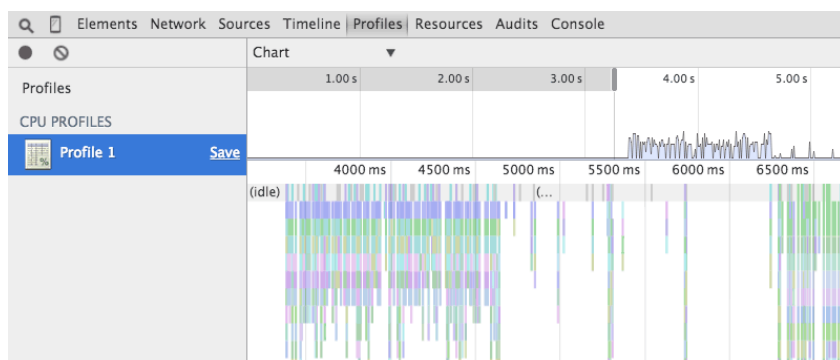 Elements Network Sources Timeline Profiles Resources Audits Console
Chart ▼
Profiles
CPU PROFILES
Profile 1 Save
%
1.00 s 2.00 s 3.00 s 4.00 s 5.00 s
4000 ms 4500 ms 5000 ms 5500 ms 6000 ms 6500 ms
(idle) (...